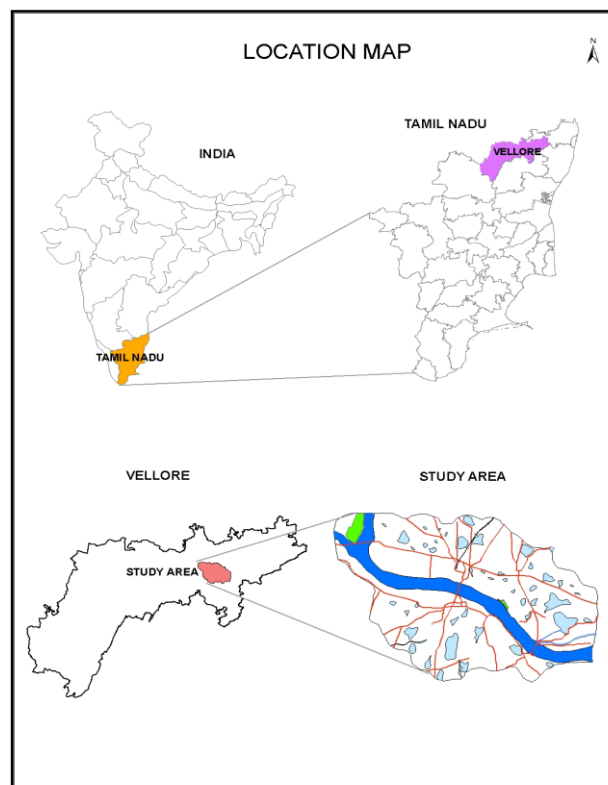 LOCATION MAP
N
INDIA
TAMIL NADU
TAMIL NADU
VELLORE
VELLORE
STUDY AREA
STUDY AREA